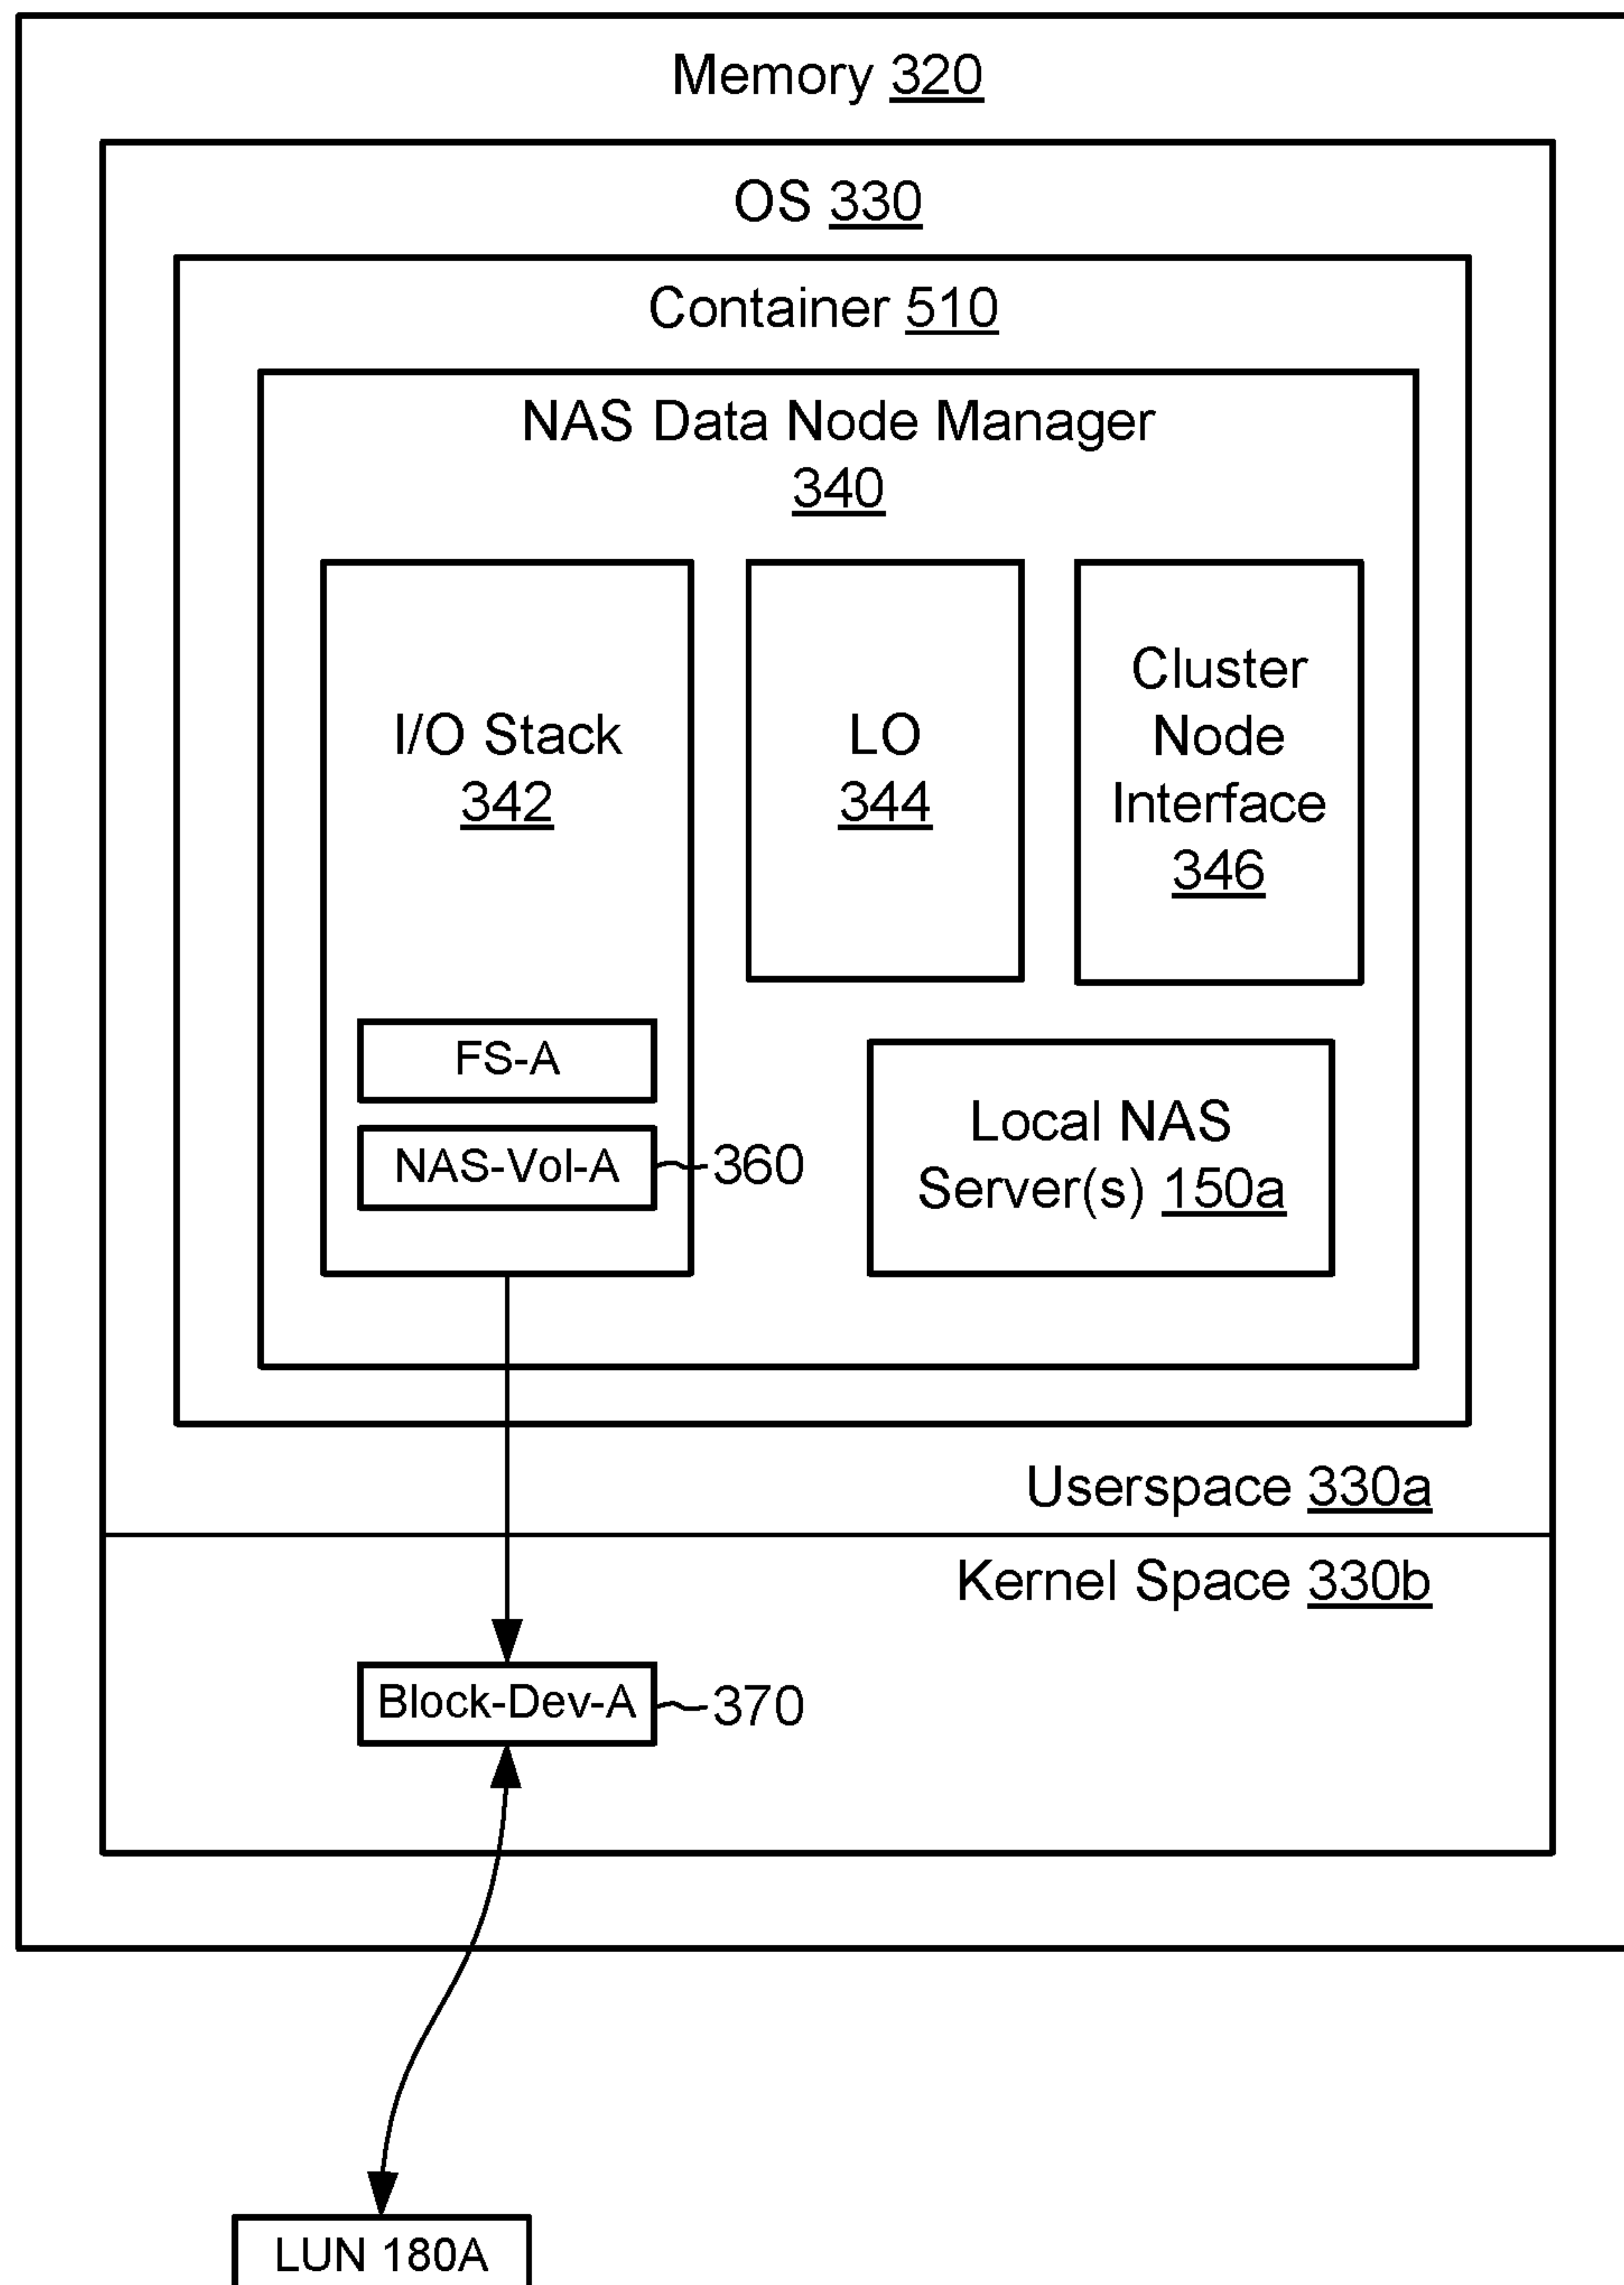 Memory 320
OS 330
Container 510
NAS Data Node Manager
340
I/O Stack
342
LO
344
Cluster
Node
Interface
346
FS-A
NAS-Vol-A
360
Local NAS
Server(s) 150a
Userspace 330a
Kernel Space 330b
Block-Dev-A
370
LUN 180A